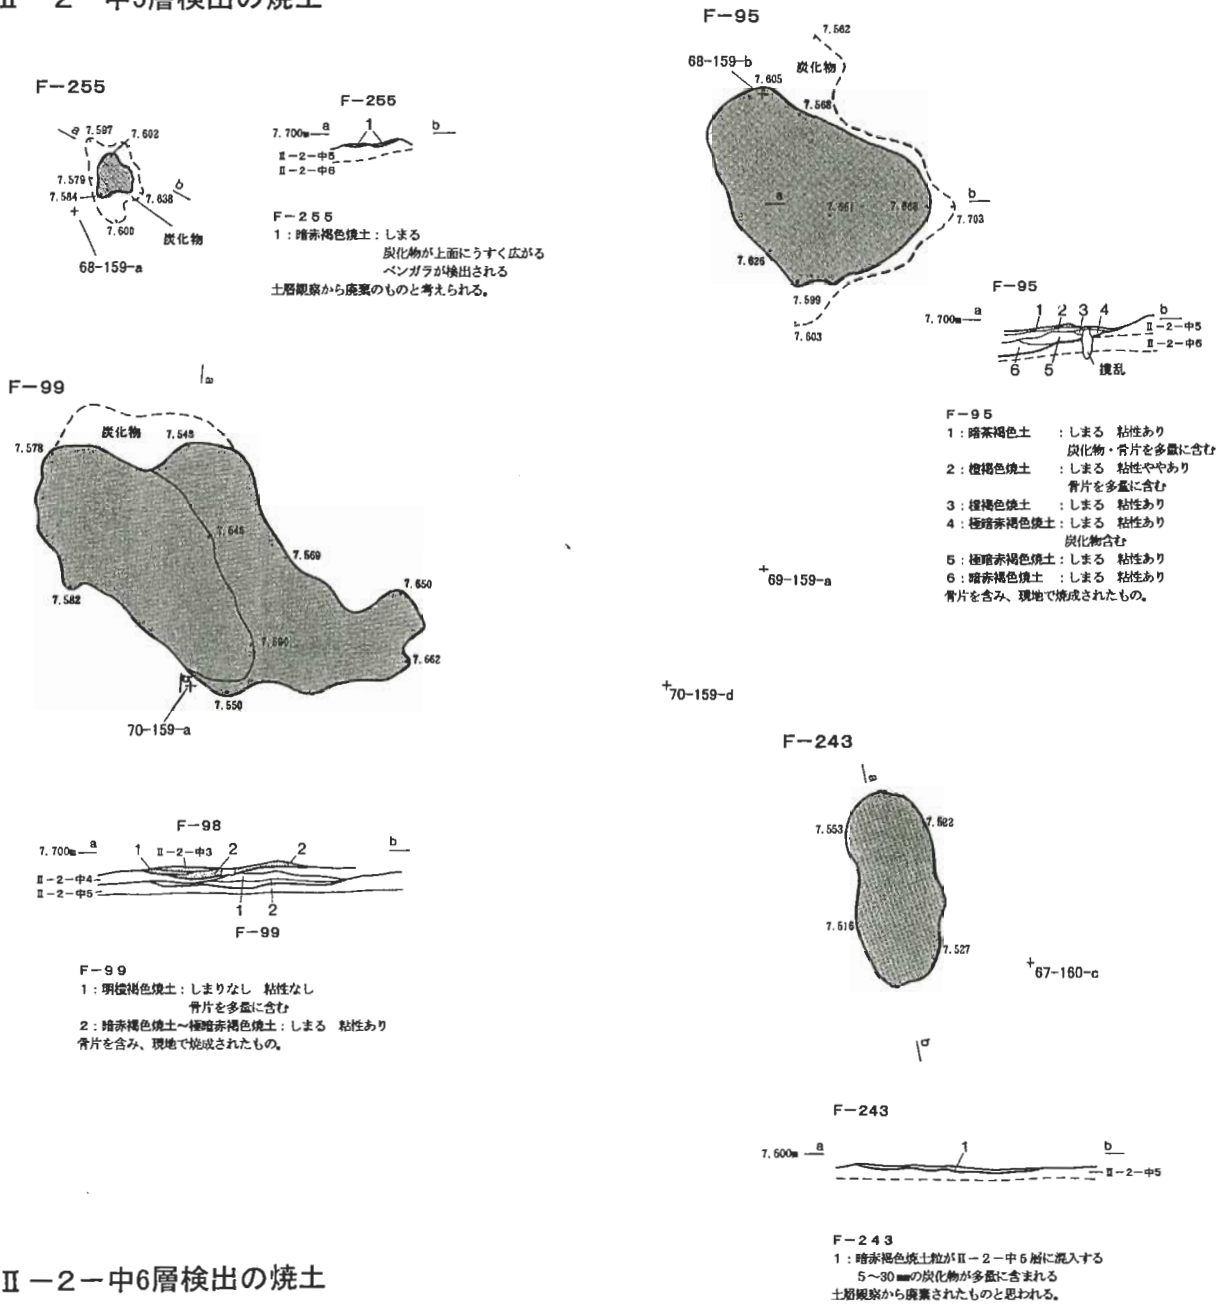 Ⅱ－2－中5層検出の焼土
F－255
a
7.597
7.602
7.579
7.584
7.638
b
7.600
炭化物
68-159-a
F－255
1
7.700m a
b
Ⅱ－2－中5
Ⅱ－2－中6
F－255
1：暗赤褐色焼土：しまる
炭化物が上面にうすく広がる
ベンガラが検出される
土層観察から廃棄のものと考えられる。
F－95
7.562
68-159-b
炭化物
7.605
7.568
a
7.651
7.668
b
7.703
7.626
7.599
7.603
F－95
7.700m a
1 2 3 4
b
Ⅱ－2－中5
Ⅱ－2－中6
6 5 撹乱
F－95
1：暗茶褐色土 ：しまる 粘性あり
炭化物・骨片を多量に含む
2：橙褐色焼土 ：しまる 粘性ややあり
骨片を多量に含む
3：橙褐色焼土 ：しまる 粘性あり
4：極暗赤褐色焼土：しまる 粘性あり
炭化物含む
5：極暗赤褐色焼土：しまる 粘性あり
6：暗赤褐色焼土 ：しまる 粘性あり
骨片を含み、現地で焼成されたもの。
F－99
a
炭化物
7.578
7.548
7.546
7.569
7.582
7.650
7.590
7.662
b
7.550
70-159-a
69-159-a
70-159-d
F－98
7.700m a
1 Ⅱ－2－中3 2 2
b
Ⅱ－2－中4
Ⅱ－2－中5
1 2
F－99
F－99
1：明橙褐色焼土：しまりなし 粘性なし
骨片を多量に含む
2：暗赤褐色焼土～極暗赤褐色焼土：しまる 粘性あり
骨片を含み、現地で焼成されたもの。
F－243
a
7.553
7.522
7.516
7.527
67-160-c
b
F－243
7.600m a
1
b
Ⅱ－2－中5
F－243
1：暗赤褐色焼土粒がⅡ－2－中5層に混入する
5～30㎜の炭化物が多量に含まれる
土層観察から廃棄されたものと思われる。
Ⅱ－2－中6層検出の焼土